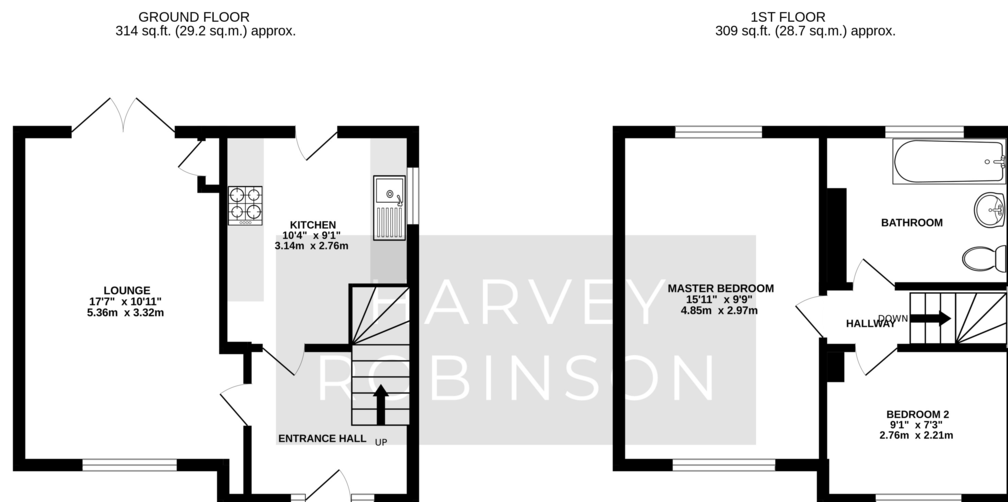 GROUND FLOOR
314 sq.ft. (29.2 sq.m.) approx.
1ST FLOOR
309 sq.ft. (28.7 sq.m.) approx.
KITCHEN
10'4" x 9'1"
3.14m x 2.76m
LOUNGE
17'7" x 10'11"
5.36m x 3.32m
ENTRANCE HALL
UP
BATHROOM
MASTER BEDROOM
15'11" x 9'9"
4.85m x 2.97m
DOWN
HALLWAY
BEDROOM 2
9'1" x 7'3"
2.76m x 2.21m
HARVEY
ROBINSON